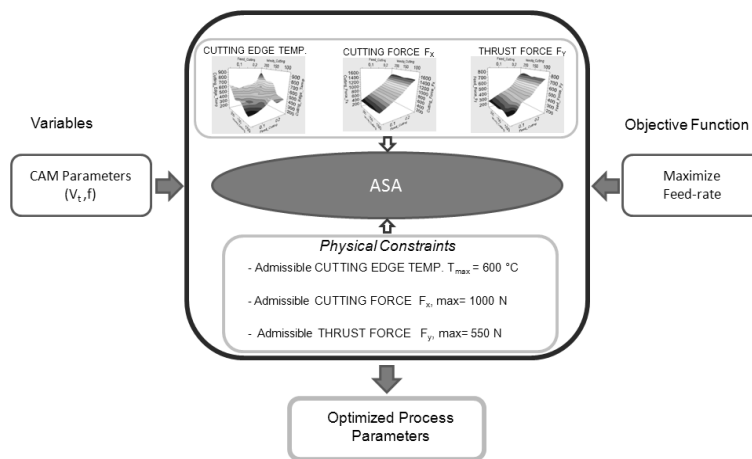 CUTTING EDGE TEMP.
CUTTING FORCE Fx
THRUST FORCE FY
Variables
Objective Function
CAM Parameters
(Vt,f)
ASA
Maximize
Feed-rate
Physical Constraints
- Admissible CUTTING EDGE TEMP. Tmax = 600 °C
- Admissible CUTTING FORCE Fx, max= 1000 N
- Admissible THRUST FORCE Fy, max= 550 N
Optimized Process
Parameters